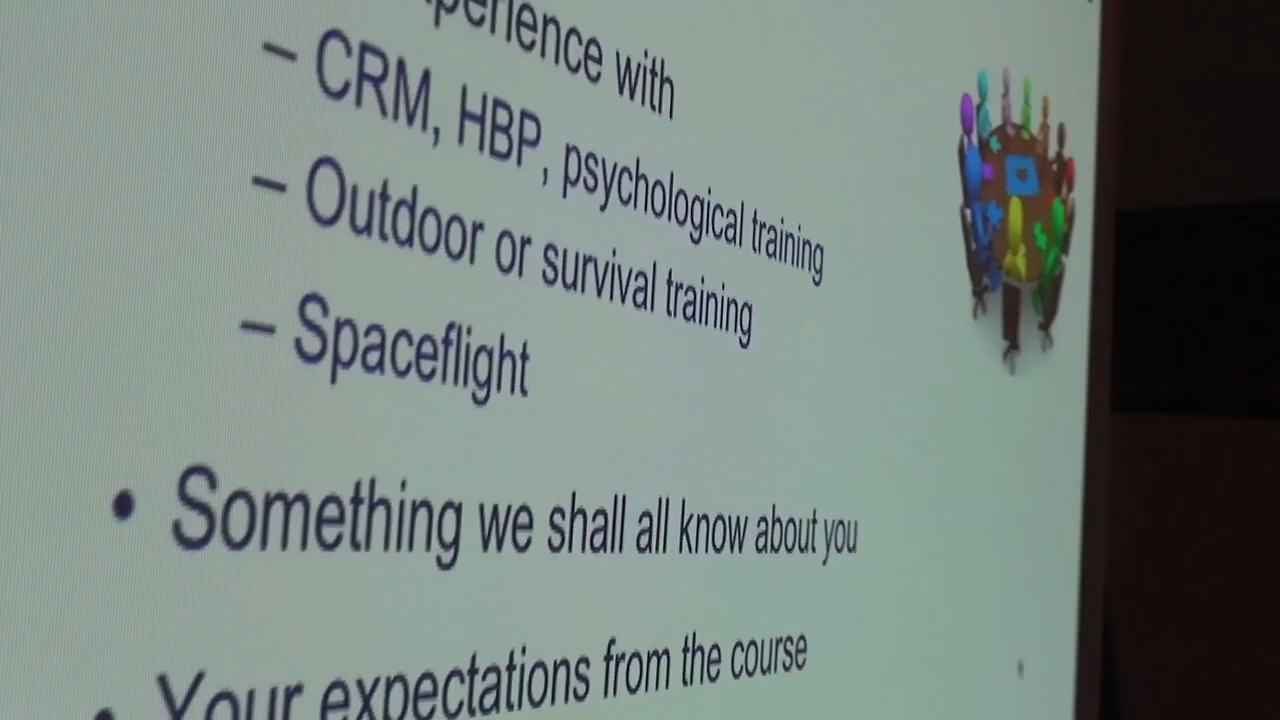 perience with
– CRM, HBP, psychological training
– Outdoor or survival training
– Spaceflight
• Something we shall all know about you
• Your expectations from the course